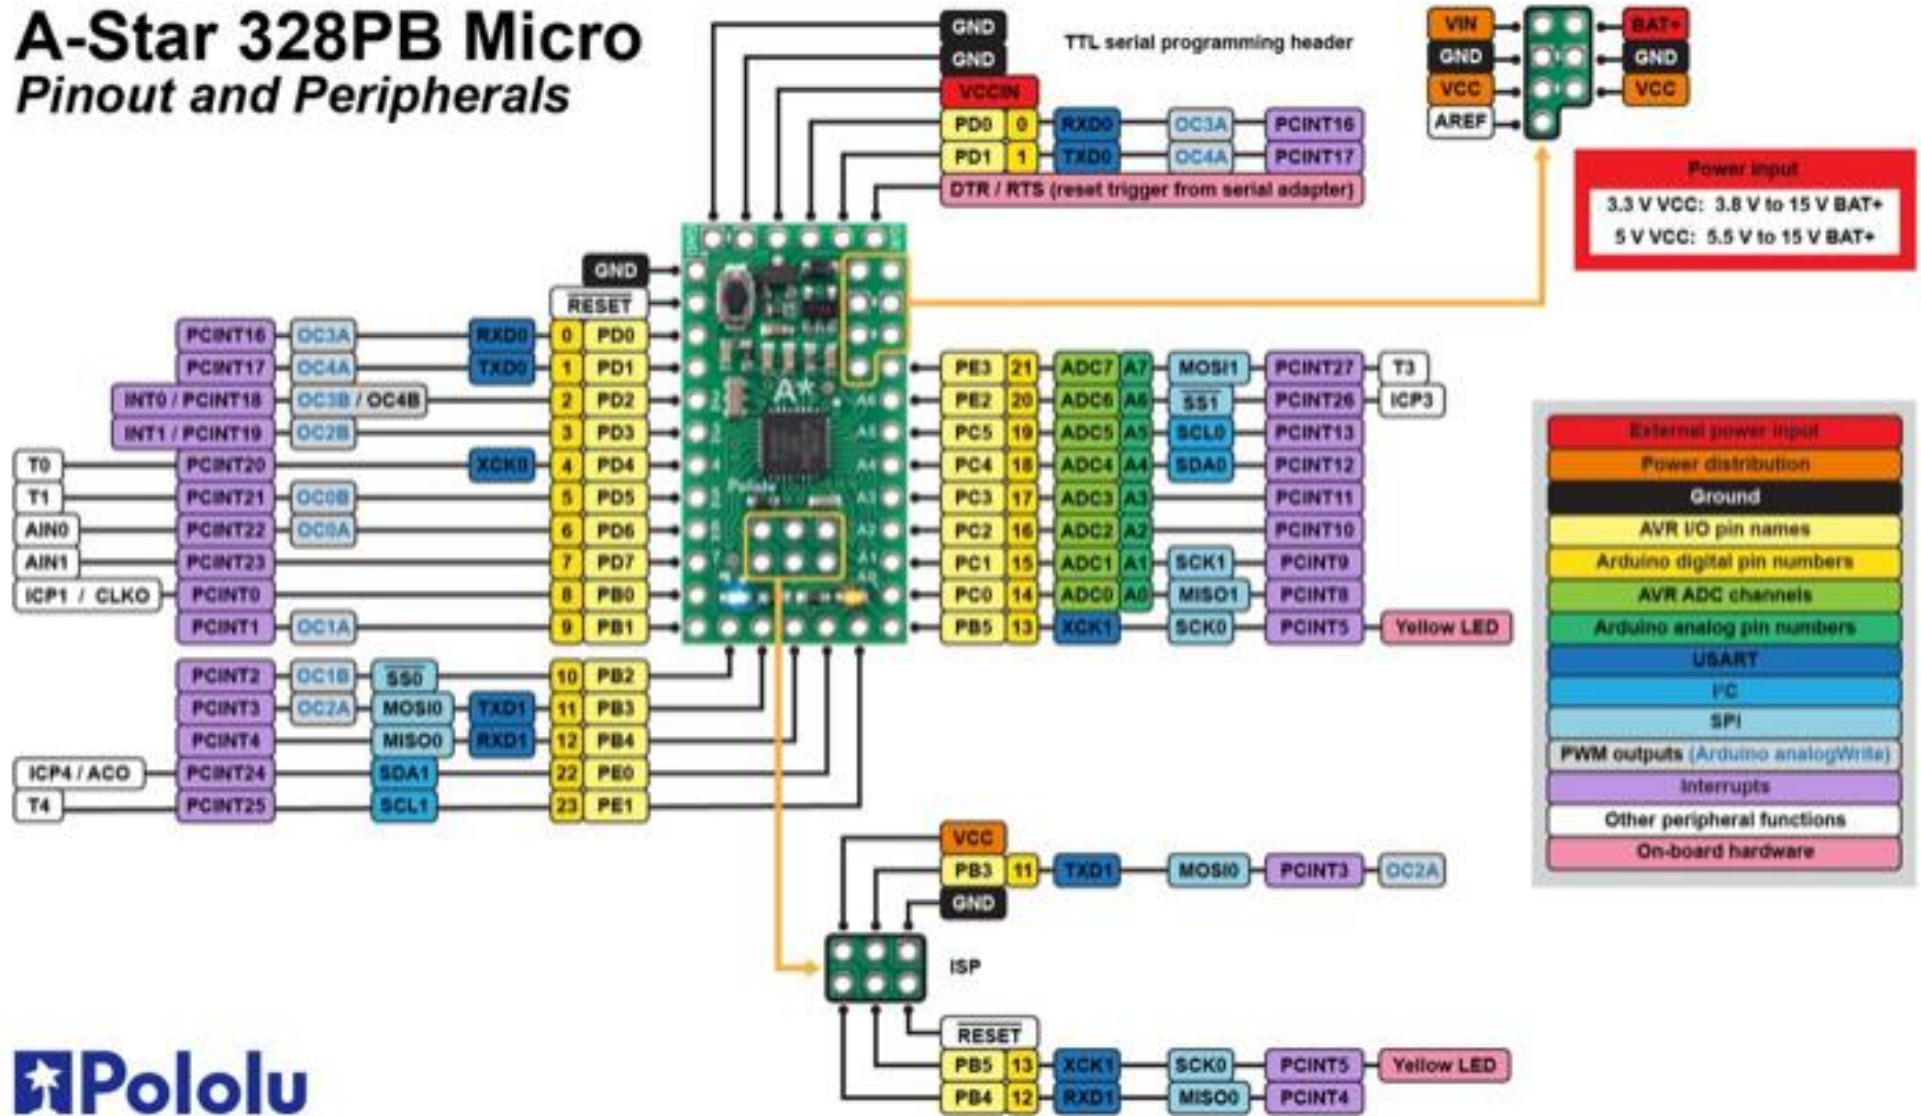 A-Star 328PB Micro
Pinout and Peripherals
GND
GND
VCCIN
PD0 0 RXD0 OC3A PCINT16
PD1 1 TXD0 OC4A PCINT17
DTR / RTS (reset trigger from serial adapter)
TTL serial programming header
VIN BAT+
GND GND
VCC VCC
AREF
Power input
3.3 V VCC: 3.8 V to 15 V BAT+
5 V VCC: 5.5 V to 15 V BAT+
GND
RESET
PCINT16 OC3A RXD0 0 PD0
PCINT17 OC4A TXD0 1 PD1
INT0 / PCINT18 OC3B / OC4B 2 PD2
INT1 / PCINT19 OC2B 3 PD3
T0 PCINT20 XCK0 4 PD4
T1 PCINT21 OC0B 5 PD5
AIN0 PCINT22 OC0A 6 PD6
AIN1 PCINT23 7 PD7
ICP1 / CLKO PCINT0 8 PB0
PCINT1 OC1A 9 PB1
PCINT2 OC1B SS0 10 PB2
PCINT3 OC2A MOSI0 TXD1 11 PB3
PCINT4 MISO0 RXD1 12 PB4
ICP4 / ACO PCINT24 SDA1 22 PE0
T4 PCINT25 SCL1 23 PE1
A*
Pololu
A6
A5
A4
A3
A2
A1
A0
PE3 21 ADC7 A7 MOSI1 PCINT27 T3
PE2 20 ADC6 A6 SS1 PCINT26 ICP3
PC5 19 ADC5 A5 SCL0 PCINT13
PC4 18 ADC4 A4 SDA0 PCINT12
PC3 17 ADC3 A3 PCINT11
PC2 16 ADC2 A2 PCINT10
PC1 15 ADC1 A1 SCK1 PCINT9
PC0 14 ADC0 A0 MISO1 PCINT8
PB5 13 XCK1 SCK0 PCINT5 Yellow LED
External power input
Power distribution
Ground
AVR I/O pin names
Arduino digital pin numbers
AVR ADC channels
Arduino analog pin numbers
USART
I²C
SPI
PWM outputs (Arduino analogWrite)
Interrupts
Other peripheral functions
On-board hardware
VCC
PB3 11 TXD1 MOSI0 PCINT3 OC2A
GND
ISP
RESET
PB5 13 XCK1 SCK0 PCINT5 Yellow LED
PB4 12 RXD1 MISO0 PCINT4
Pololu